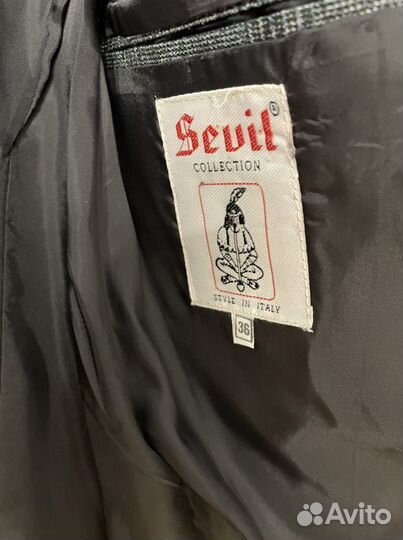 Sevil ®
COLLECTION
STYLE IN ITALY
36
Avito